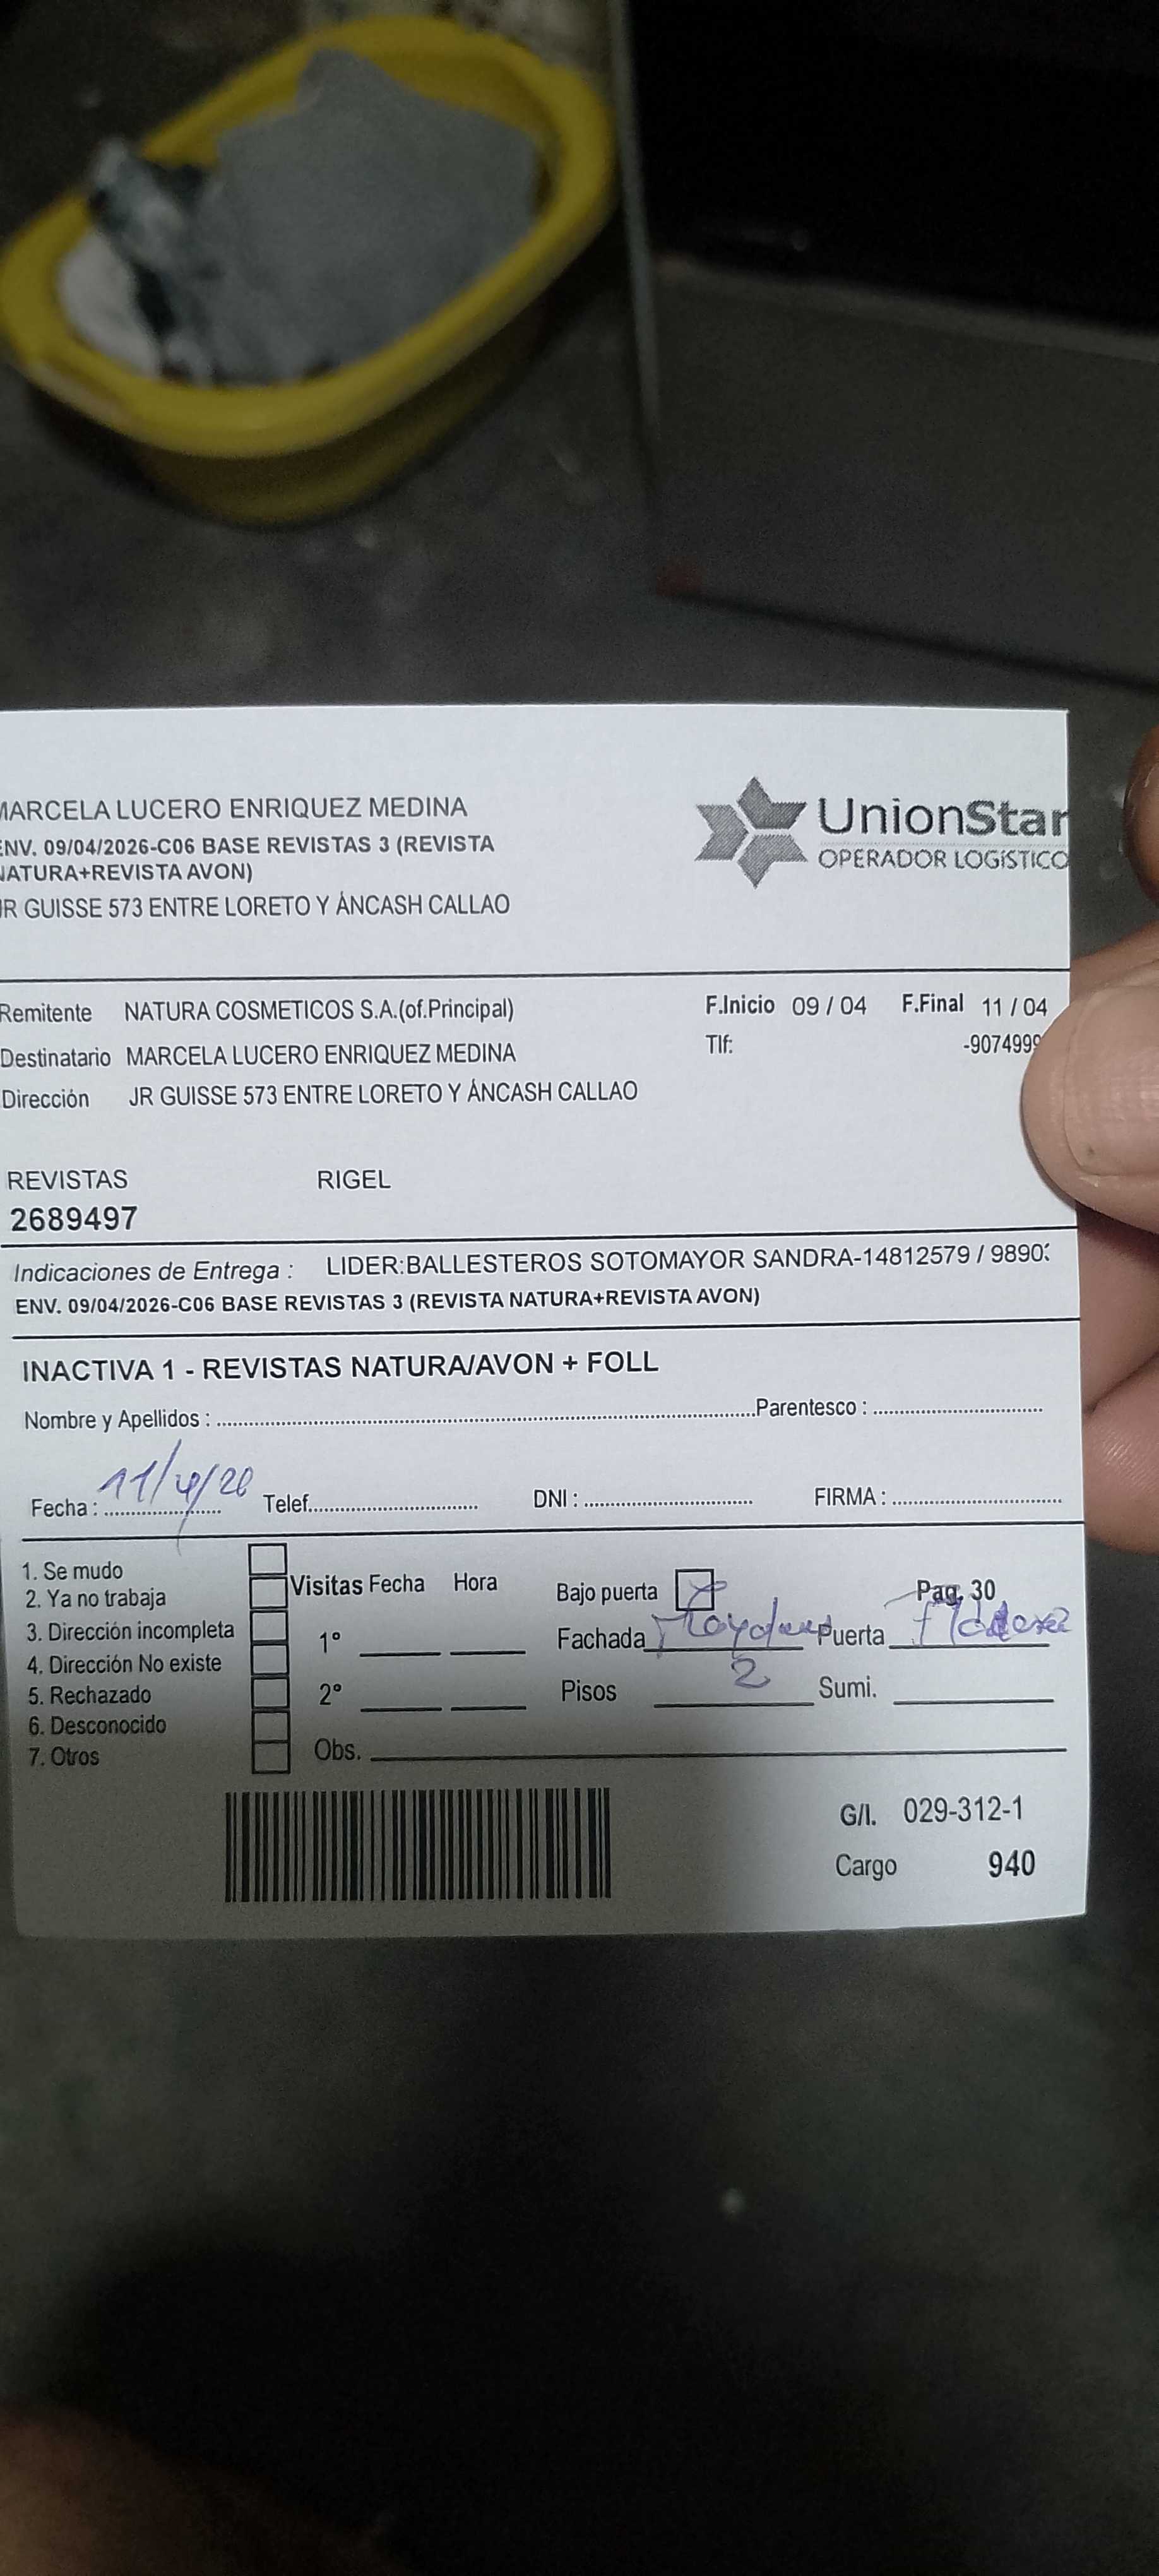 MARCELA LUCERO ENRIQUEZ MEDINA
ENV. 09/04/2026-C06 BASE REVISTAS 3 (REVISTA
NATURA+REVISTA AVON)
JR GUISSE 573 ENTRE LORETO Y ÁNCASH CALLAO
UnionStar
OPERADOR LOGÍSTICO
Remitente NATURA COSMETICOS S.A.(of.Principal) F.Inicio 09 / 04 F.Final 11 / 04
Destinatario MARCELA LUCERO ENRIQUEZ MEDINA Tlf: -9074999
Dirección JR GUISSE 573 ENTRE LORETO Y ÁNCASH CALLAO
REVISTAS RIGEL
2689497
Indicaciones de Entrega : LIDER:BALLESTEROS SOTOMAYOR SANDRA-14812579 / 9890
ENV. 09/04/2026-C06 BASE REVISTAS 3 (REVISTA NATURA+REVISTA AVON)
INACTIVA 1 - REVISTAS NATURA/AVON + FOLL
Nombre y Apellidos : Parentesco :
Fecha : 11/4/26 Telef. DNI : FIRMA :
1. Se mudo
2. Ya no trabaja
3. Dirección incompleta
4. Dirección No existe
5. Rechazado
6. Desconocido
7. Otros
Visitas Fecha Hora
1°
2°
Obs.
Bajo puerta Pag. 30
Fachada Puerta Madera
Pisos 2 Sumi.
G/I. 029-312-1
Cargo 940